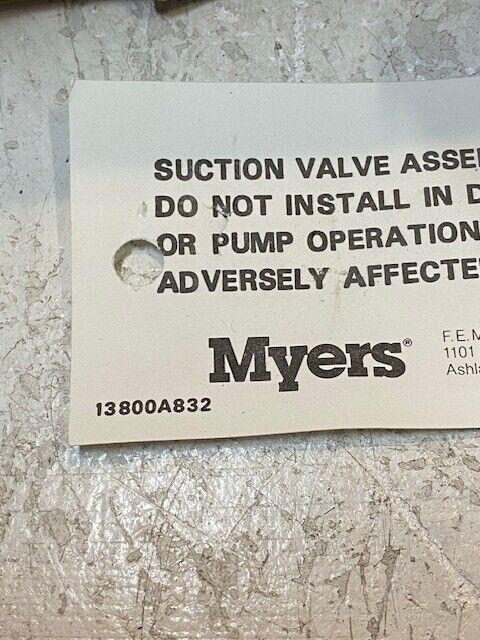 SUCTION VALVE ASSE
DO NOT INSTALL IN D
OR PUMP OPERATION
ADVERSELY AFFECTE
Myers®
F.E.M
1101
Ashla
13800A832